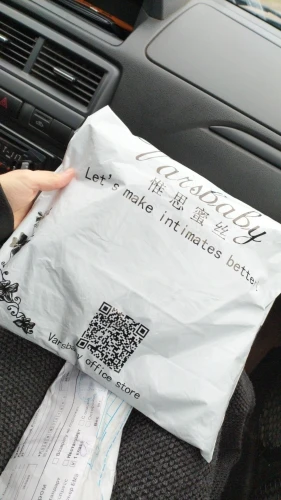 Varsbaby
惟思蜜丝
Let's make intimates better
Varsbaby office store